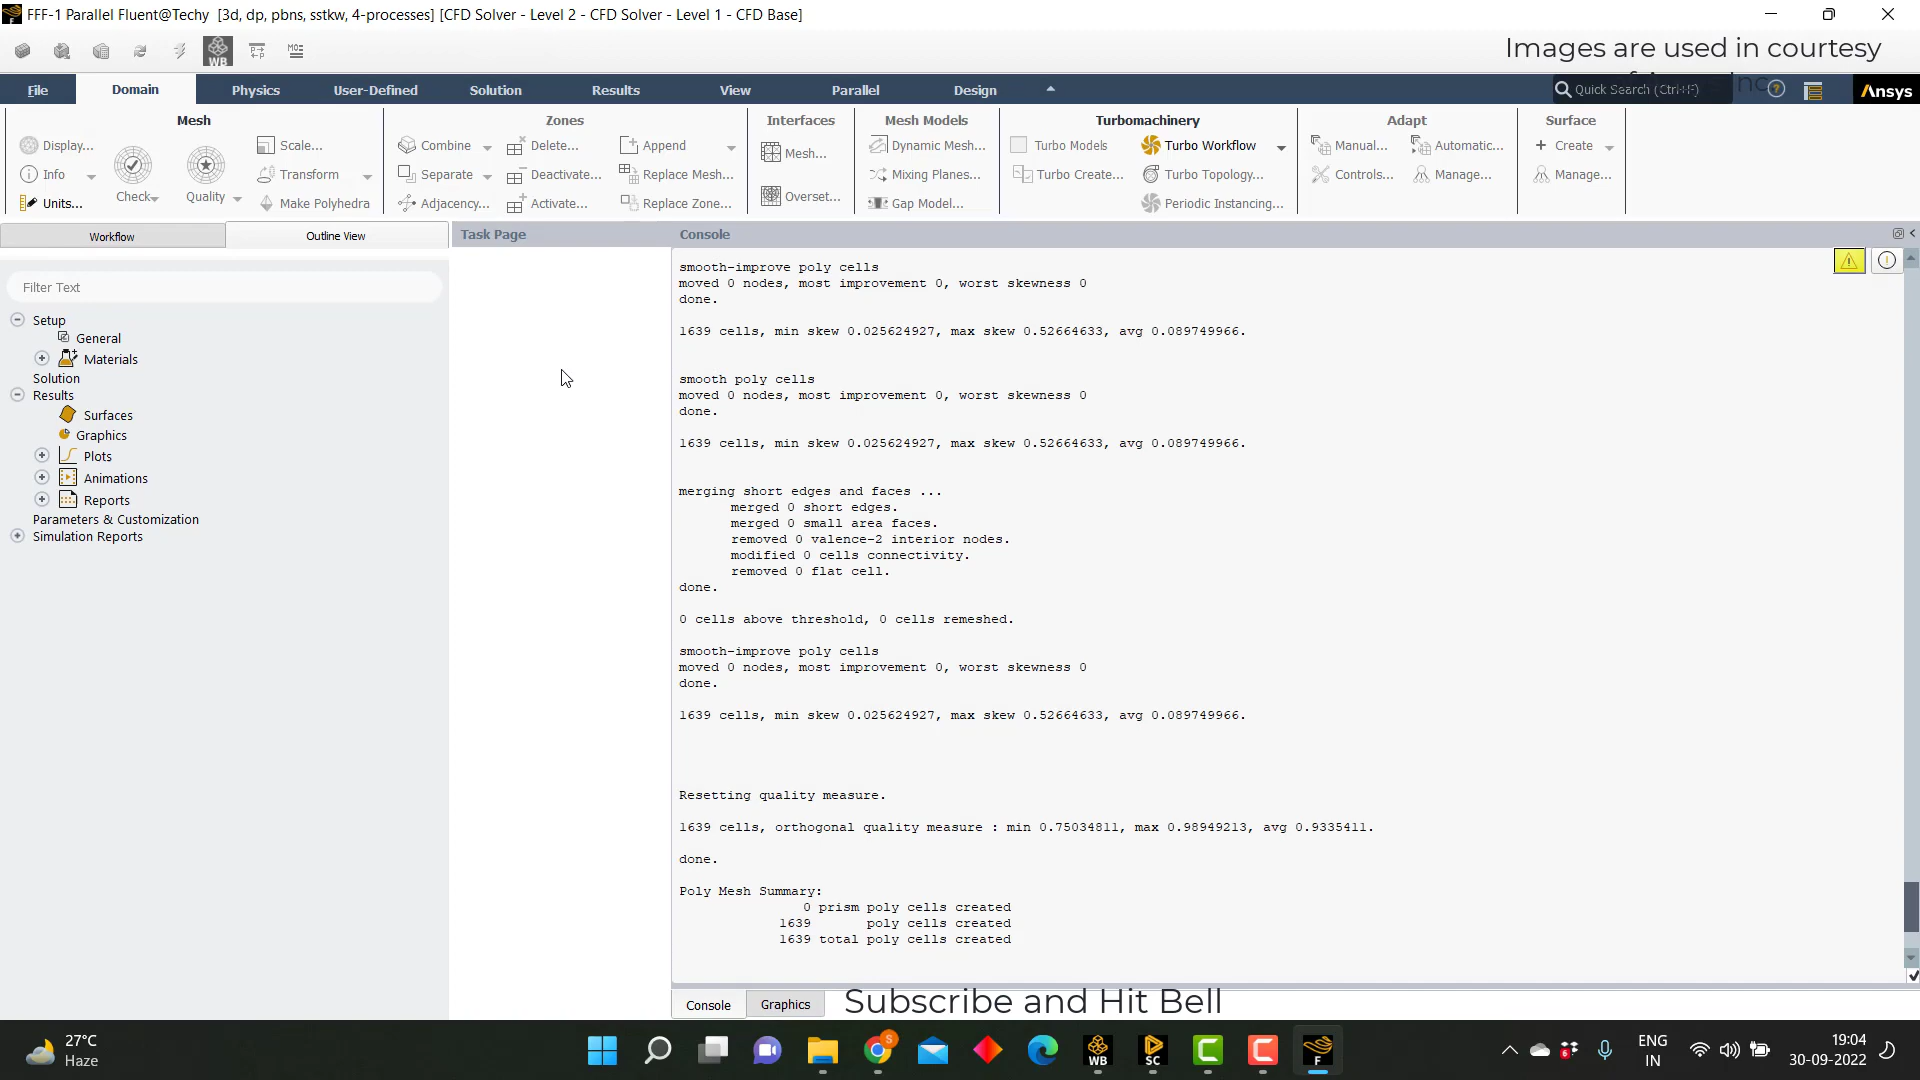 FFF-1 Parallel Fluent@Techy [3d, dp, pbns, sstkw, 4-processes] [CFD Solver - Level 2 - CFD Solver - Level 1 - CFD Base]
WB
Images are used in courtesy
File Domain Physics User-Defined Solution Results View Parallel Design
Quick Search (Ctrl+F)
Ansys
Mesh
Display...
Info
Units...
Check
Quality
Scale...
Transform
Make Polyhedra
Zones
Combine
Separate
Adjacency...
Delete...
Deactivate...
Activate...
Append
Replace Mesh...
Replace Zone...
Interfaces
Mesh...
Overset...
Mesh Models
Dynamic Mesh...
Mixing Planes...
Gap Model...
Turbomachinery
Turbo Models
Turbo Create...
Turbo Workflow
Turbo Topology...
Periodic Instancing...
Adapt
Manual...
Controls...
Automatic...
Manage...
Surface
Create
Manage...
Workflow
Outline View
Filter Text
Setup
General
Materials
Solution
Results
Surfaces
Graphics
Plots
Animations
Reports
Parameters & Customization
Simulation Reports
Task Page
Console
smooth-improve poly cells
moved 0 nodes, most improvement 0, worst skewness 0
done.
1639 cells, min skew 0.025624927, max skew 0.52664633, avg 0.089749966.
smooth poly cells
moved 0 nodes, most improvement 0, worst skewness 0
done.
1639 cells, min skew 0.025624927, max skew 0.52664633, avg 0.089749966.
merging short edges and faces ...
merged 0 short edges.
merged 0 small area faces.
removed 0 valence-2 interior nodes.
modified 0 cells connectivity.
removed 0 flat cell.
done.
0 cells above threshold, 0 cells remeshed.
smooth-improve poly cells
moved 0 nodes, most improvement 0, worst skewness 0
done.
1639 cells, min skew 0.025624927, max skew 0.52664633, avg 0.089749966.
Resetting quality measure.
1639 cells, orthogonal quality measure : min 0.75034811, max 0.98949213, avg 0.9335411.
done.
Poly Mesh Summary:
0 prism poly cells created
1639 poly cells created
1639 total poly cells created
Console
Graphics
Subscribe and Hit Bell
27°C
Haze
S
WB
SC
F
6
ENG
IN
19:04
30-09-2022